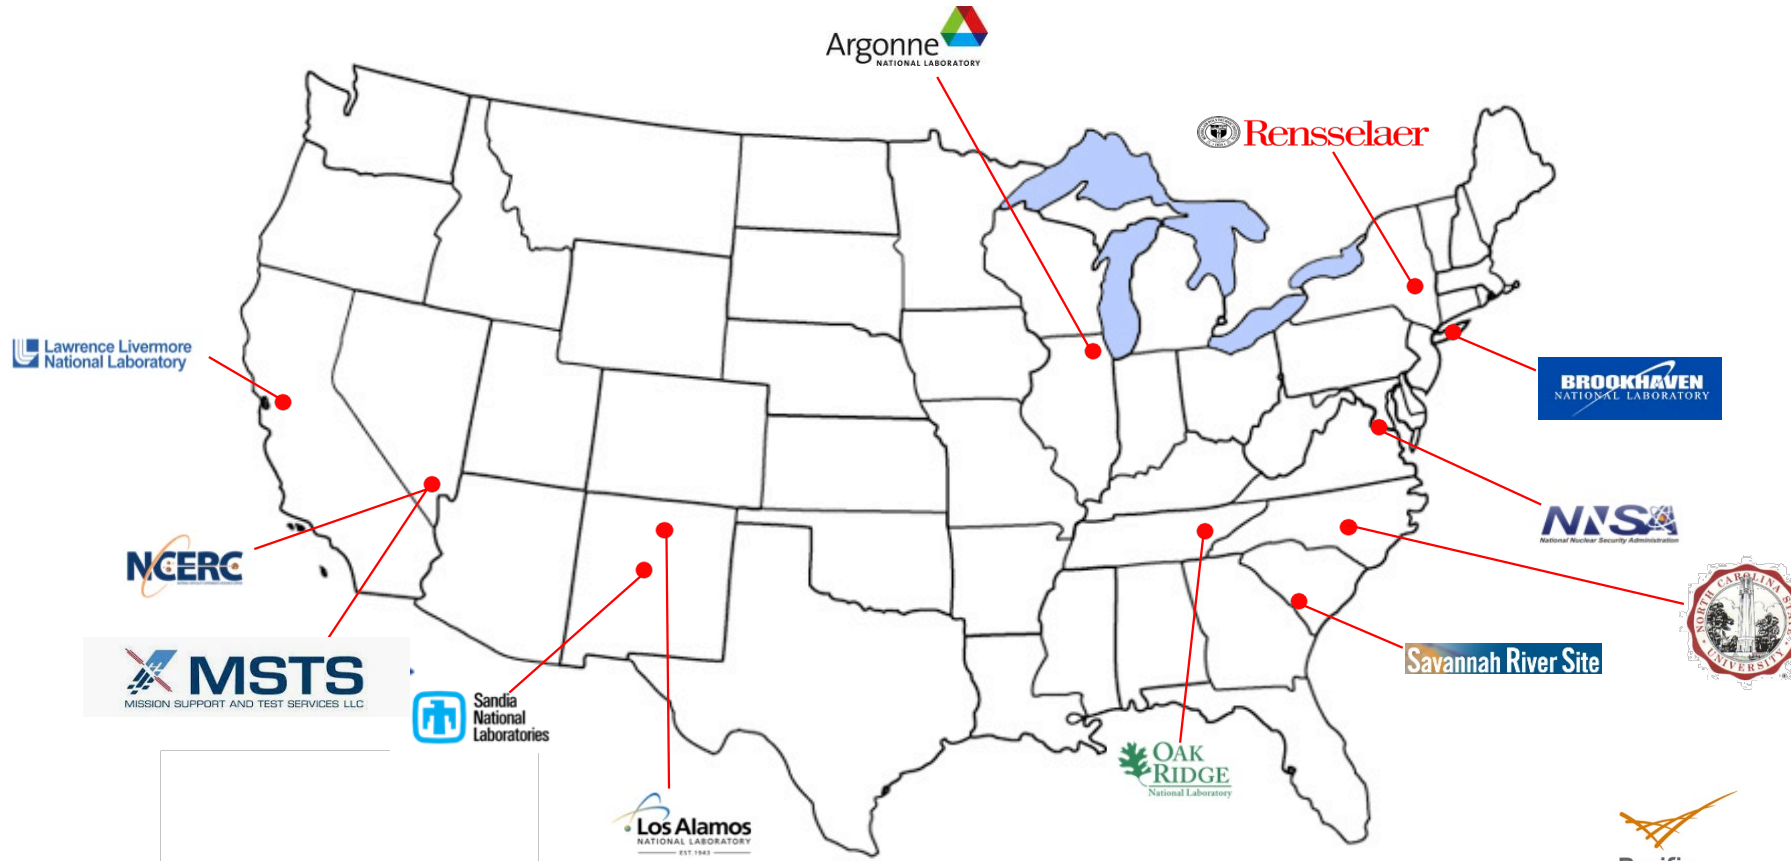 Argonne
NATIONAL LABORATORY
Rensselaer
Lawrence Livermore
National Laboratory
BROOKHAVEN
NATIONAL LABORATORY
NNSA
National Nuclear Security Administration
NCERC
NORTH CAROLINA STATE
UNIVERSITY
Savannah River Site
MSTS
MISSION SUPPORT AND TEST SERVICES LLC
Sandia
National
Laboratories
OAK
RIDGE
National Laboratory
Los Alamos
NATIONAL LABORATORY
EST. 1943